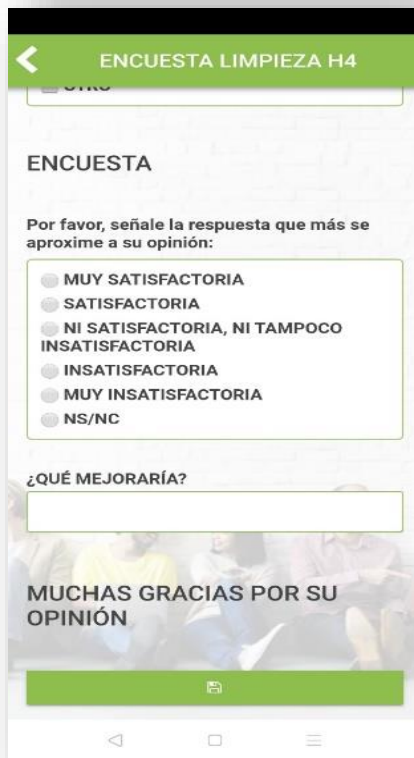 ENCUESTA LIMPIEZA H4
ENCUESTA
Por favor, señale la respuesta que más se
aproxime a su opinión:
MUY SATISFACTORIA
SATISFACTORIA
NI SATISFACTORIA, NI TAMPOCO
INSATISFACTORIA
INSATISFACTORIA
MUY INSATISFACTORIA
NS/NC
¿QUÉ MEJORARÍA?
MUCHAS GRACIAS POR SU
OPINIÓN